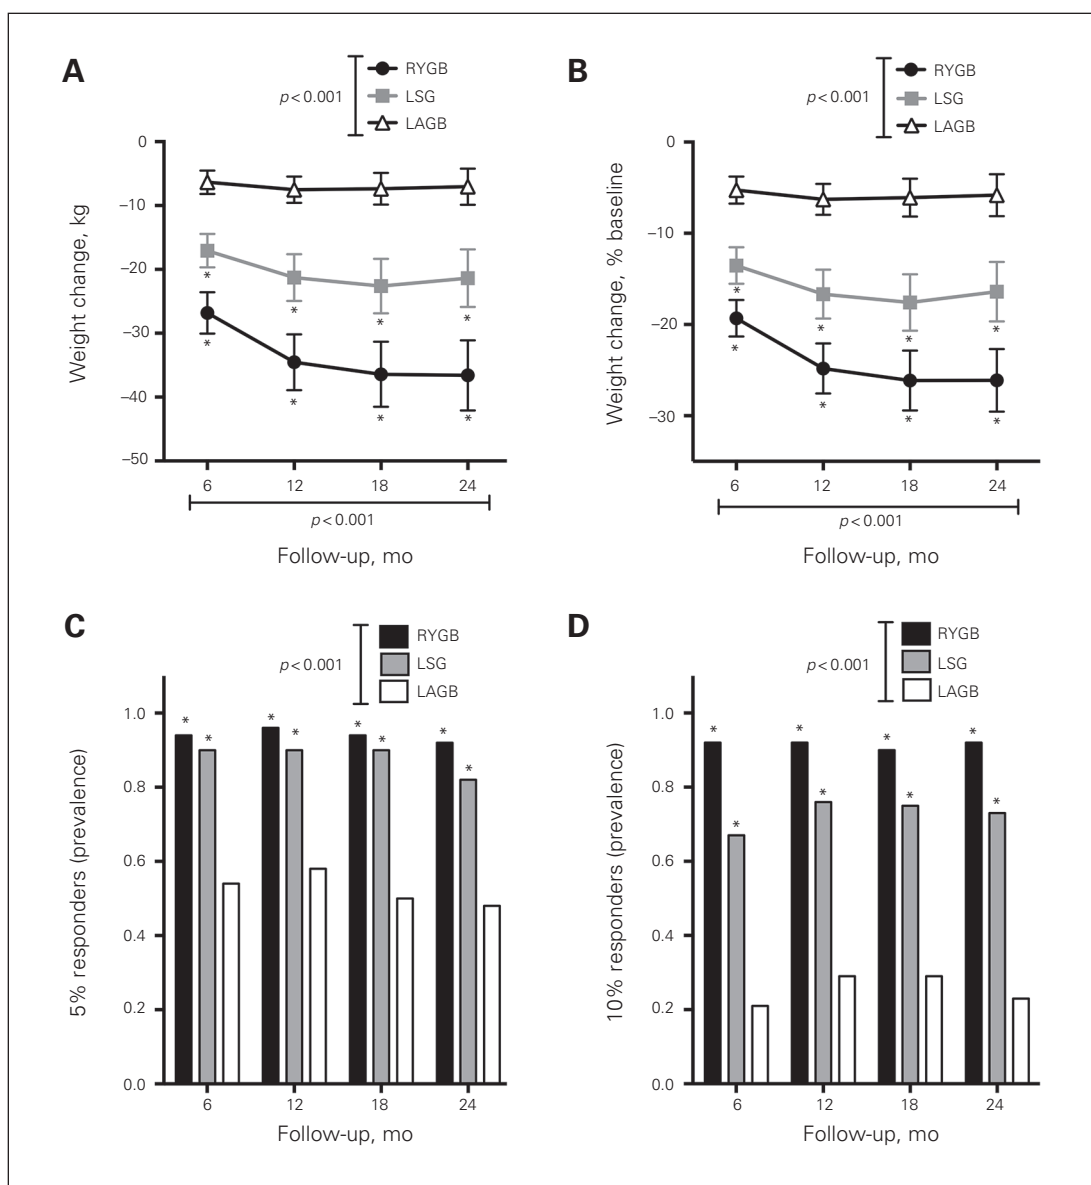 A
p < 0.001
RYGB
LSG
LAGB
Weight change, kg
0
–10
–20
–30
–40
–50
*
*
*
*
*
*
*
*
6 12 18 24
p < 0.001
Follow-up, mo
B
p < 0.001
RYGB
LSG
LAGB
Weight change, % baseline
0
–10
–20
–30
*
*
*
*
*
*
*
*
6 12 18 24
p < 0.001
Follow-up, mo
C
p < 0.001
RYGB
LSG
LAGB
5% responders (prevalence)
1.0
0.8
0.6
0.4
0.2
0.0
* * * * * * * *
6 12 18 24
Follow-up, mo
D
p < 0.001
RYGB
LSG
LAGB
10% responders (prevalence)
1.0
0.8
0.6
0.4
0.2
0.0
* * * * * * * *
6 12 18 24
Follow-up, mo